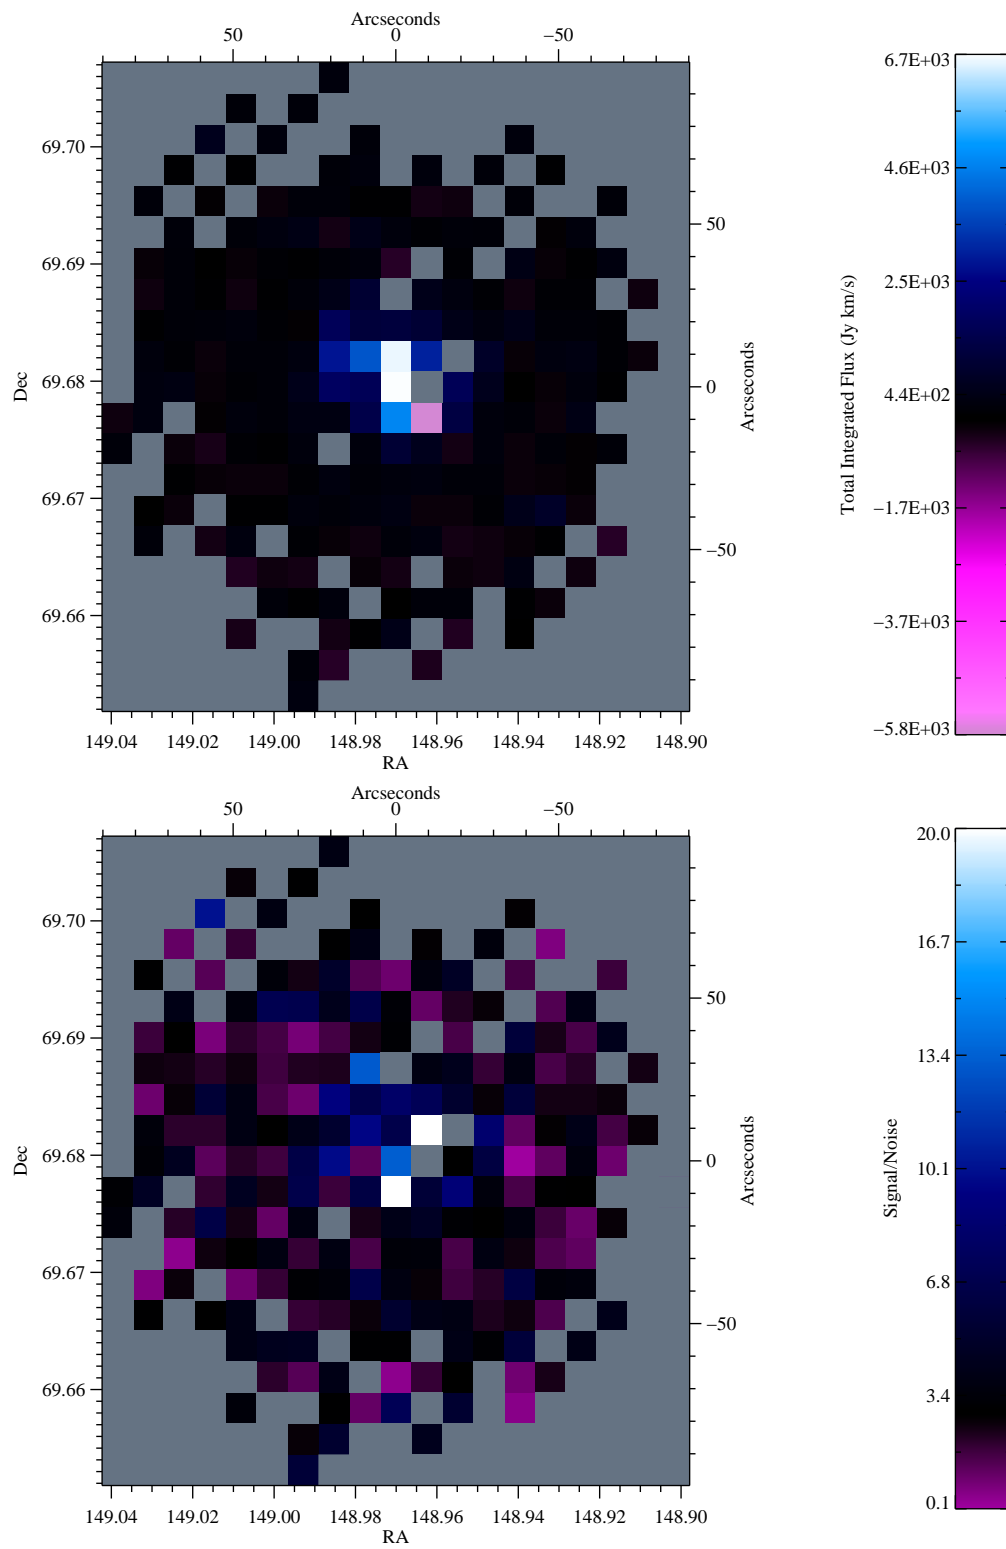 Arcseconds
50 0 −50
69.70
69.69
69.68
69.67
69.66
Dec
50
0
−50
Arcseconds
149.04 149.02 149.00 148.98 148.96 148.94 148.92 148.90
RA
6.7E+03
4.6E+03
2.5E+03
4.4E+02
−1.7E+03
−3.7E+03
−5.8E+03
Total Integrated Flux (Jy km/s)
Arcseconds
50 0 −50
69.70
69.69
69.68
69.67
69.66
Dec
50
0
−50
Arcseconds
149.04 149.02 149.00 148.98 148.96 148.94 148.92 148.90
RA
20.0
16.7
13.4
10.1
6.8
3.4
0.1
Signal/Noise